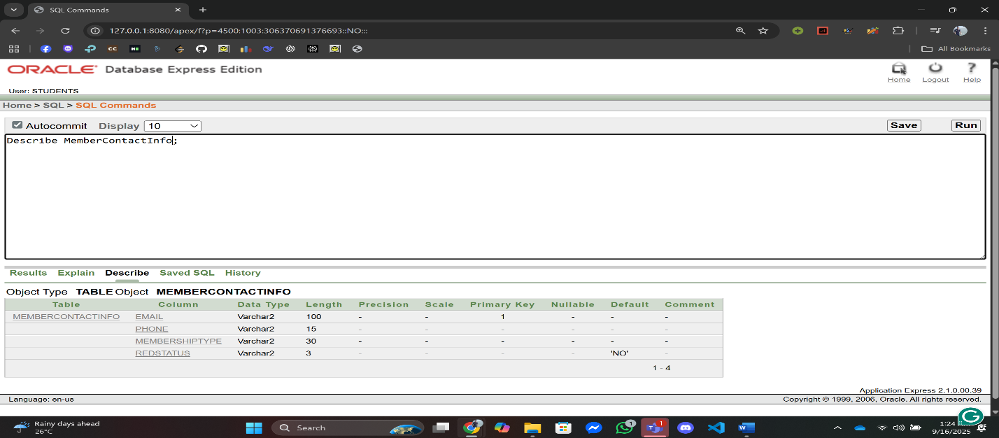 SQL Commands
127.0.0.1:8080/apex/f?p=4500:1003:306370691376693::NO:::
All Bookmarks
ORACLE Database Express Edition
Home Logout Help
User: STUDENTS
Home > SQL > SQL Commands
Autocommit Display 10 Save Run
Describe MemberContactInfo;
Results Explain Describe Saved SQL History
Object Type TABLE Object MEMBERCONTACTINFO
Table Column Data Type Length Precision Scale Primary Key Nullable Default Comment
MEMBERCONTACTINFO EMAIL Varchar2 100 - - 1 - - -
PHONE Varchar2 15 - - - - - -
MEMBERSHIPTYPE Varchar2 30 - - - - - -
REDSTATUS Varchar2 3 - - - - 'NO' -
1 - 4
Application Express 2.1.0.00.39
Language: en-us Copyright © 1999, 2006, Oracle. All rights reserved.
Rainy days ahead
26°C
Search
1:24
9/16/2025